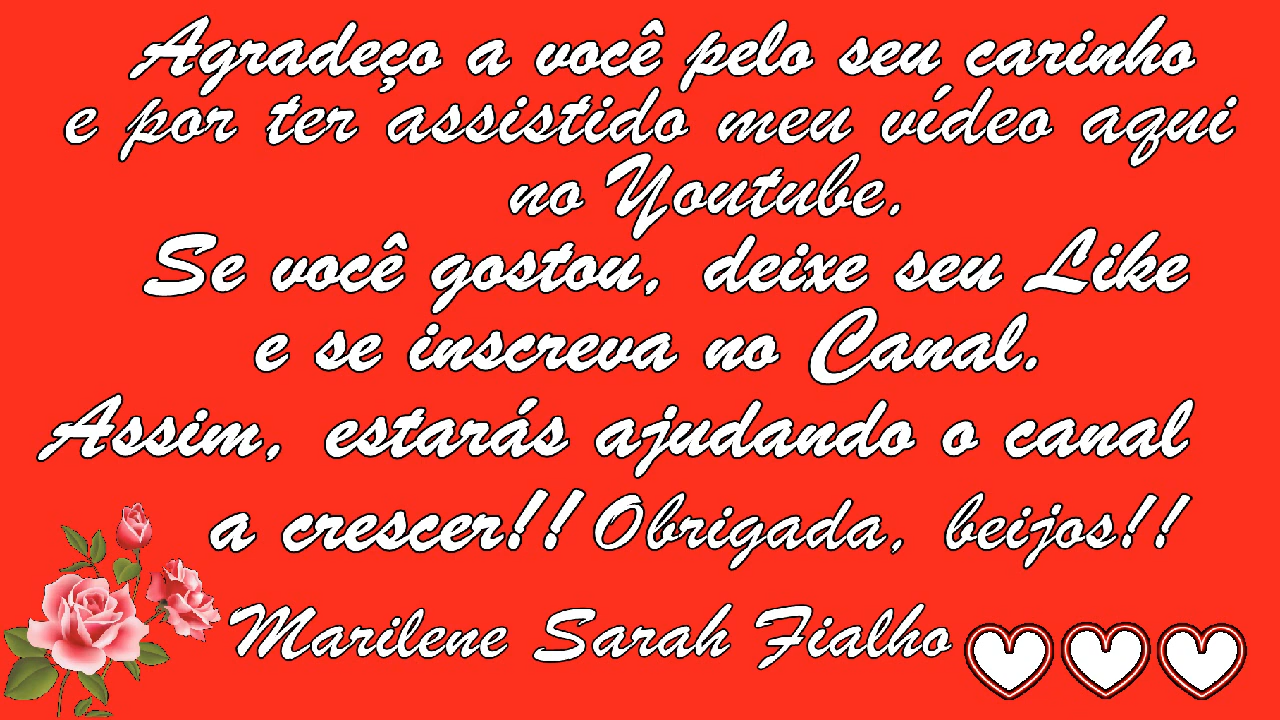 Agradeço a você pelo seu carinho
e por ter assistido meu vídeo aqui
no Youtube.
Se você gostou, deixe seu Like
e se inscreva no Canal.
Assim, estarás ajudando o canal
a crescer!! Obrigada, beijos!!
Marilene Sarah Fialho